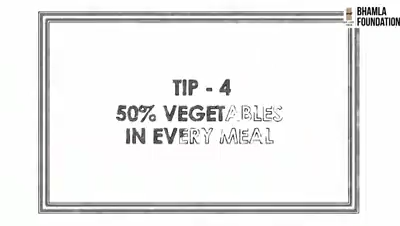 BHAMLA
FOUNDATION
TIP - 4
50% VEGETABLES
IN EVERY MEAL